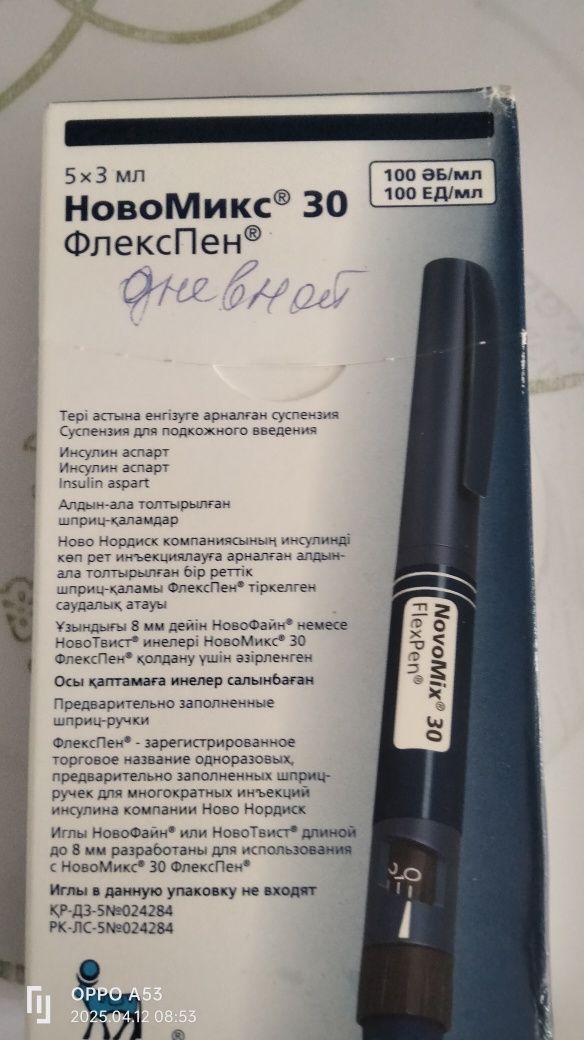 5×3 мл
100 ӘБ/мл
100 ЕД/мл
НовоМикс® 30
ФлексПен®
дневной
Тері астына енгізуге арналған суспензия
Суспензия для подкожного введения
Инсулин аспарт
Инсулин аспарт
Insulin aspart
Алдын-ала толтырылған
шприц-қаламдар
Ново Нордиск компаниясының инсулинді
көп рет инъекциялауға арналған алдын-
ала толтырылған бір реттік
шприц-қаламы ФлексПен® тіркелген
саудалық атауы
Ұзындығы 8 мм дейін НовоФайн® немесе
НовоТвист® инелері НовоМикс® 30
ФлексПен® қолдану үшін әзірленген
Осы қаптамаға инелер салынбаған
Предварительно заполненные
шприц-ручки
ФлексПен® - зарегистрированное
торговое название одноразовых,
предварительно заполненных шприц-
ручек для многократных инъекций
инсулина компании Ново Нордиск
Иглы НовоФайн® или НовоТвист® длиной
до 8 мм разработаны для использования
с НовоМикс® 30 ФлексПен®
Иглы в данную упаковку не входят
ҚР-ДЗ-5№024284
РК-ЛС-5№024284
NovoMix® 30
FlexPen®
®
OPPO A53
2025.04.12 08:53